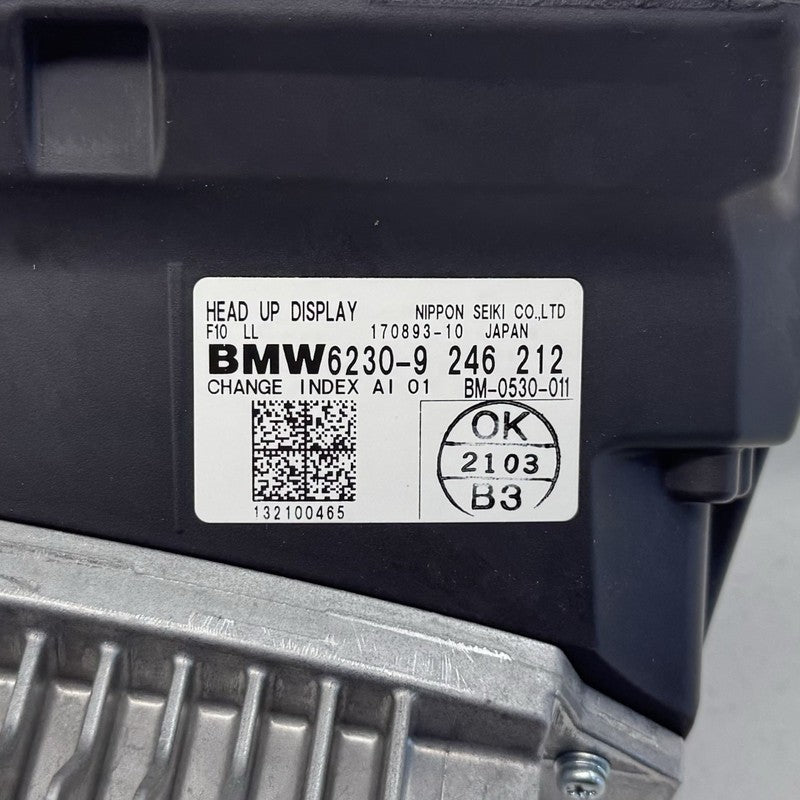 HEAD UP DISPLAY NIPPON SEIKI CO.,LTD
F10 LL 170893-10 JAPAN
BMW6230-9 246 212
CHANGE INDEX AI 01 BM-0530-011
OK
2103
B3
132100465